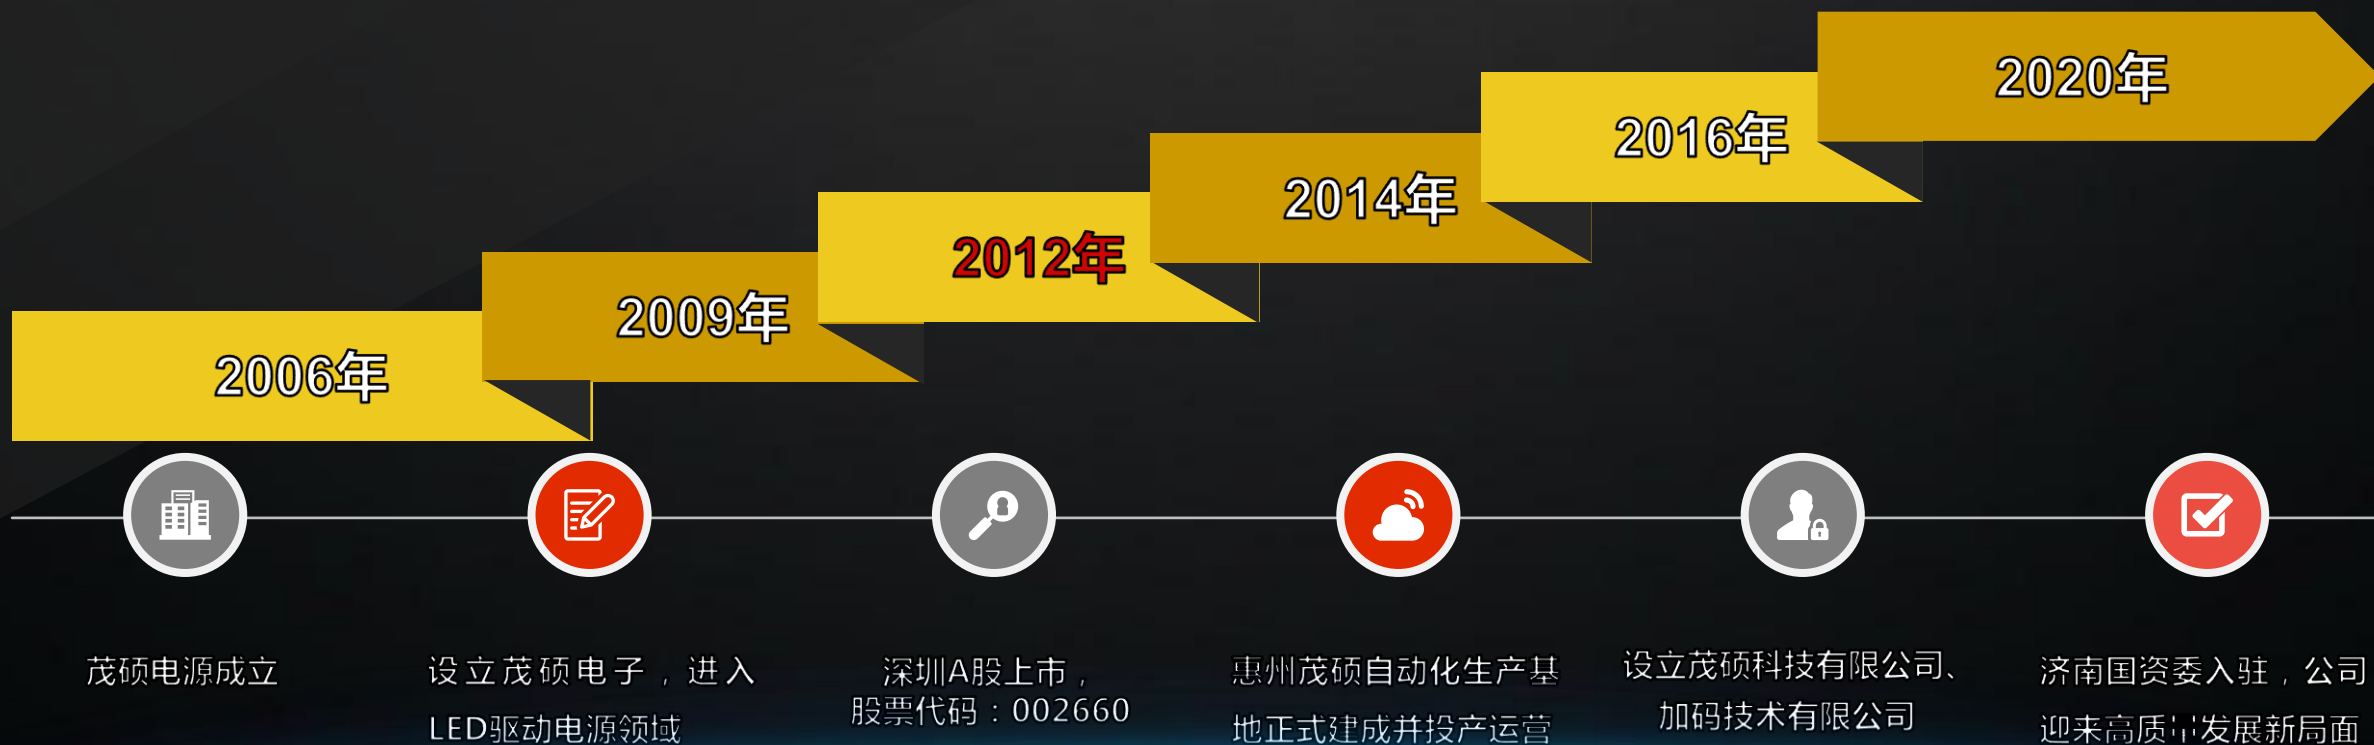 2006年
2009年
2012年
2014年
2016年
2020年
茂硕电源成立
设立茂硕电子，进入
LED驱动电源领域
深圳A股上市，
股票代码：002660
惠州茂硕自动化生产基
地正式建成并投产运营
设立茂硕科技有限公司、
加码技术有限公司
济南国资委入驻，公司
迎来高质量发展新局面